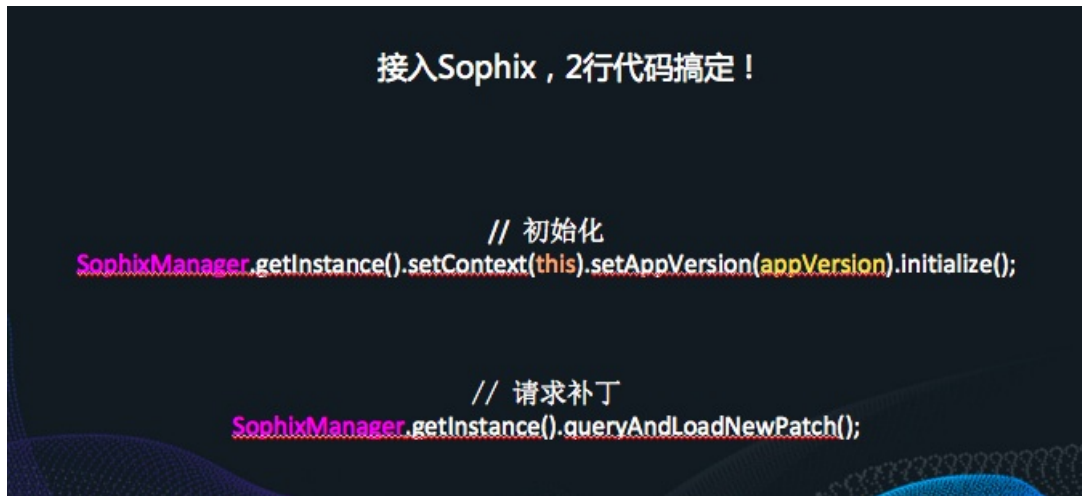 接入Sophix，2行代码搞定！
// 初始化
SophixManager.getInstance().setContext(this).setAppVersion(appVersion).initialize();
// 请求补丁
SophixManager.getInstance().queryAndLoadNewPatch();